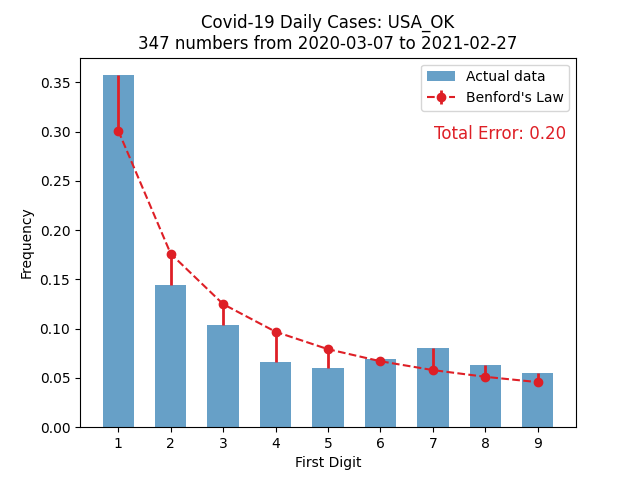 Covid-19 Daily Cases: USA_OK
347 numbers from 2020-03-07 to 2021-02-27
Actual data
Benford's Law
Total Error: 0.20
Frequency
0.35
0.30
0.25
0.20
0.15
0.10
0.05
0.00
1 2 3 4 5 6 7 8 9
First Digit